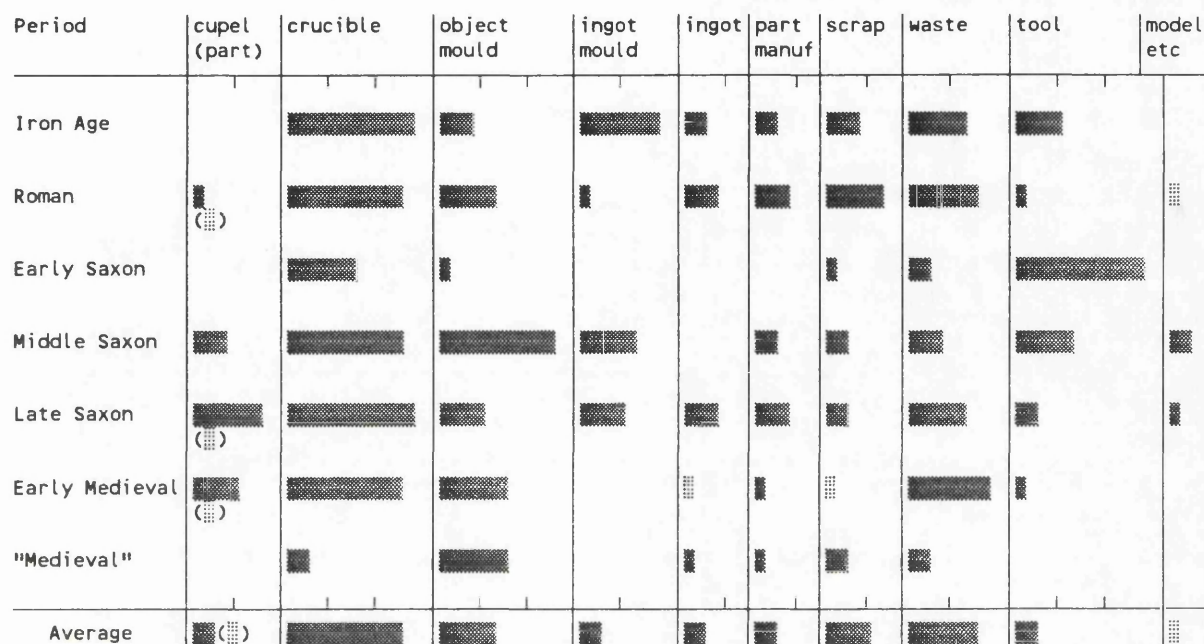 Period cupel crucible object ingot ingot part scrap waste tool model
(part) mould mould manuf etc
Iron Age
Roman
( )
Early Saxon
Middle Saxon
Late Saxon
( )
Early Medieval
( )
"Medieval"
Average ( )